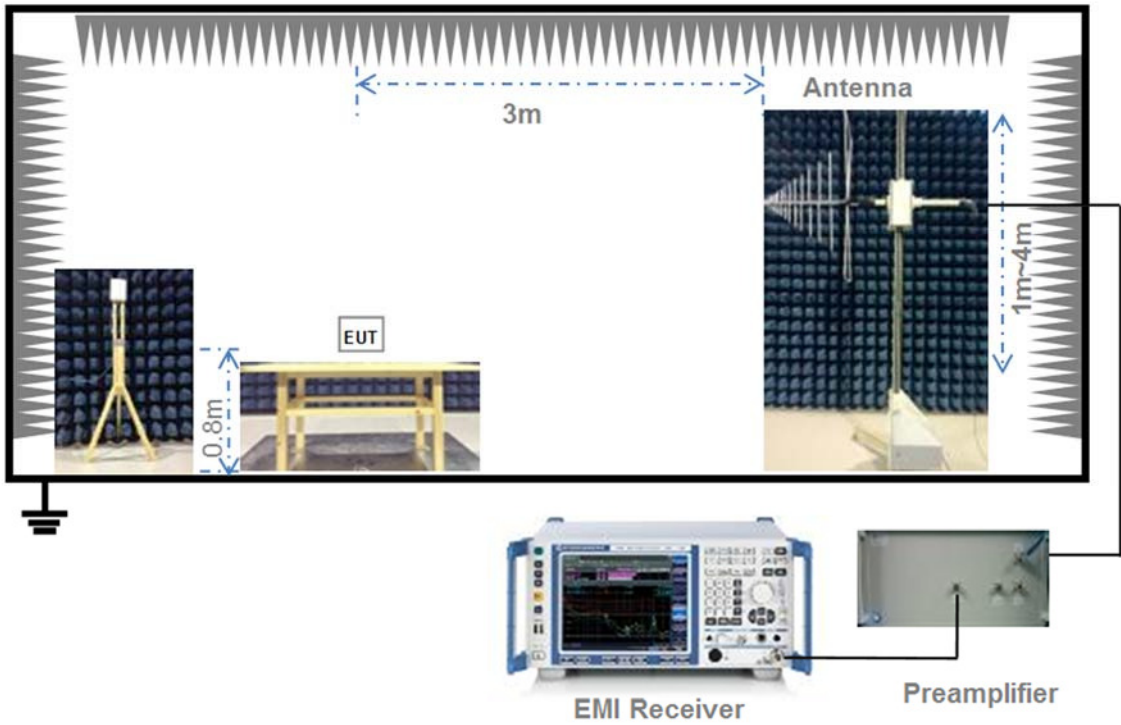 Antenna
3m
1m~4m
EUT
0.8m
EMI Receiver
Preamplifier